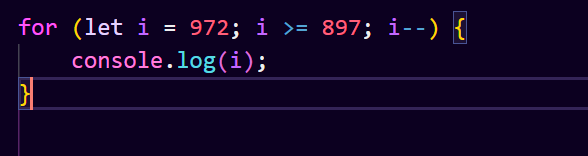 for (let i = 972; i >= 897; i--) {
    console.log(i);
}